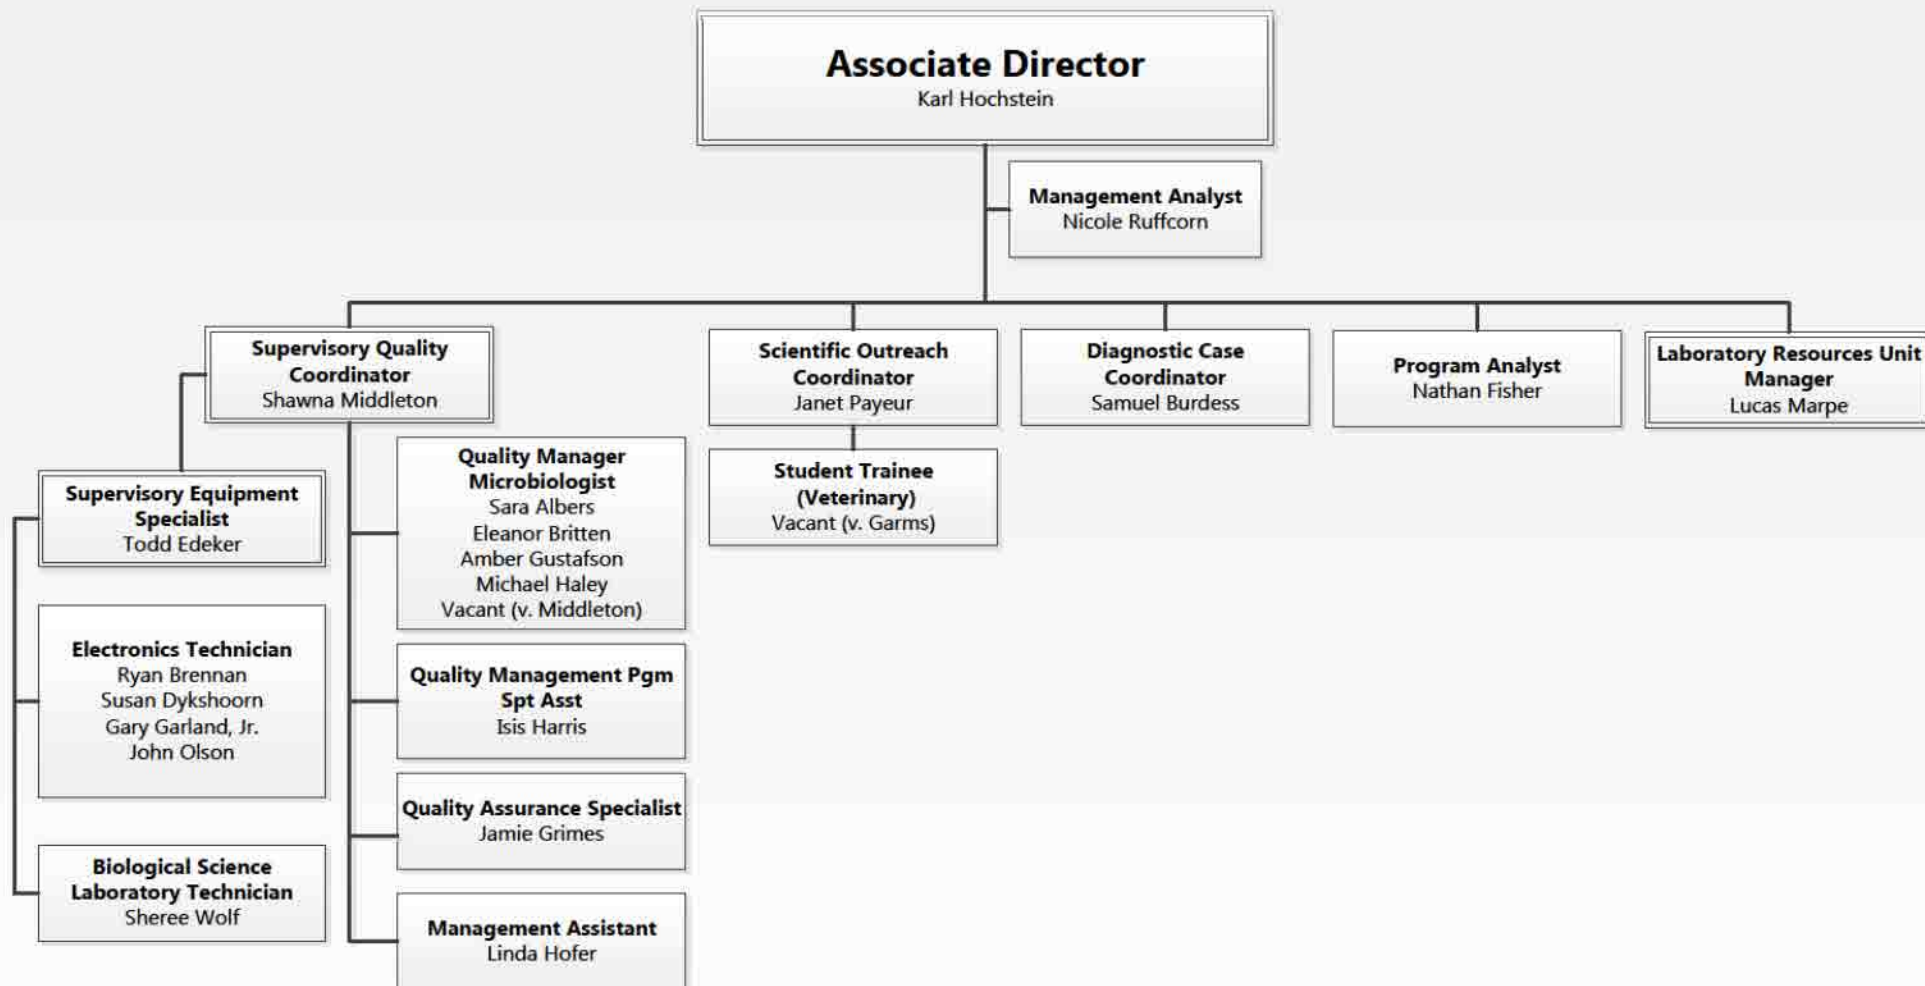 Associate Director
Karl Hochstein
Management Analyst
Nicole Ruffcorn
Supervisory Quality
Coordinator
Shawna Middleton
Scientific Outreach
Coordinator
Janet Payeur
Diagnostic Case
Coordinator
Samuel Burdess
Program Analyst
Nathan Fisher
Laboratory Resources Unit
Manager
Lucas Marpe
Supervisory Equipment
Specialist
Todd Edeker
Quality Manager
Microbiologist
Sara Albers
Eleanor Britten
Amber Gustafson
Michael Haley
Vacant (v. Middleton)
Student Trainee
(Veterinary)
Vacant (v. Garms)
Electronics Technician
Ryan Brennan
Susan Dykshoorn
Gary Garland, Jr.
John Olson
Quality Management Pgm
Spt Asst
Isis Harris
Quality Assurance Specialist
Jamie Grimes
Biological Science
Laboratory Technician
Sheree Wolf
Management Assistant
Linda Hofer